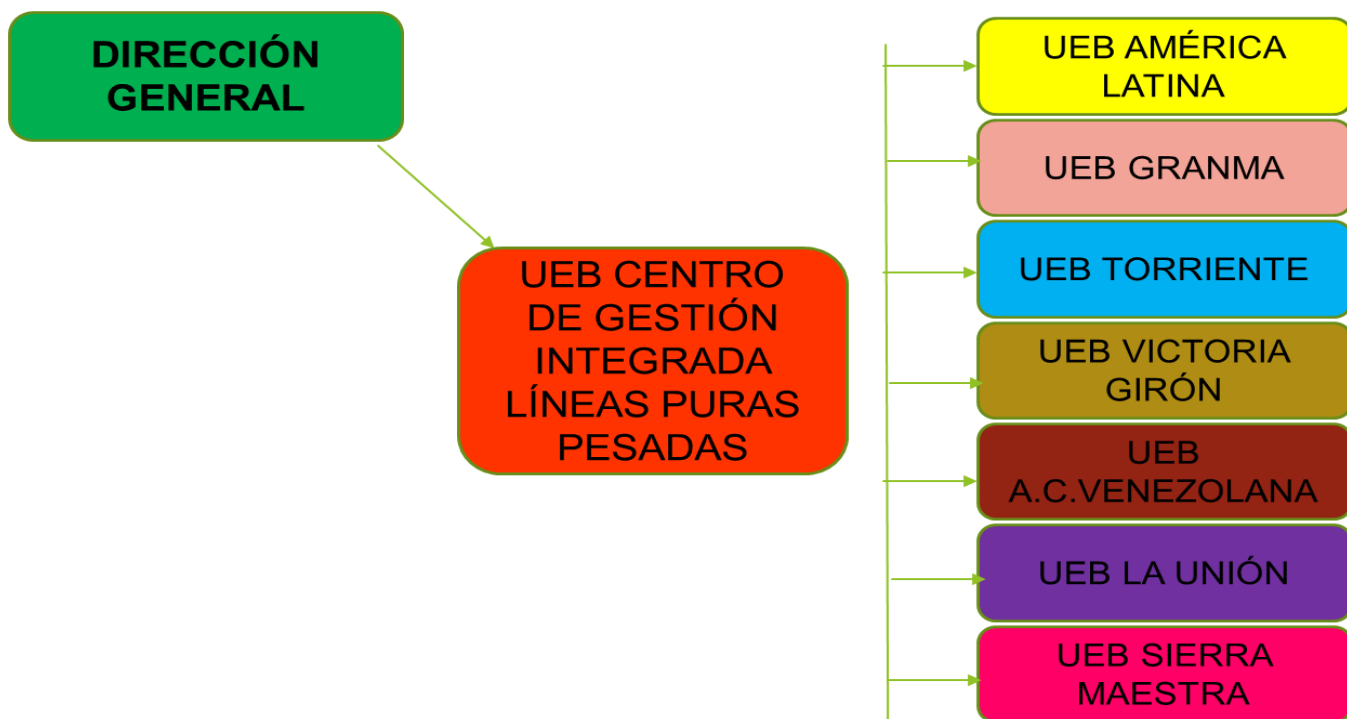 DIRECCIÓN
GENERAL
UEB CENTRO
DE GESTIÓN
INTEGRADA
LÍNEAS PURAS
PESADAS
UEB AMÉRICA
LATINA
UEB GRANMA
UEB TORRIENTE
UEB VICTORIA
GIRÓN
UEB
A.C.VENEZOLANA
UEB LA UNIÓN
UEB SIERRA
MAESTRA